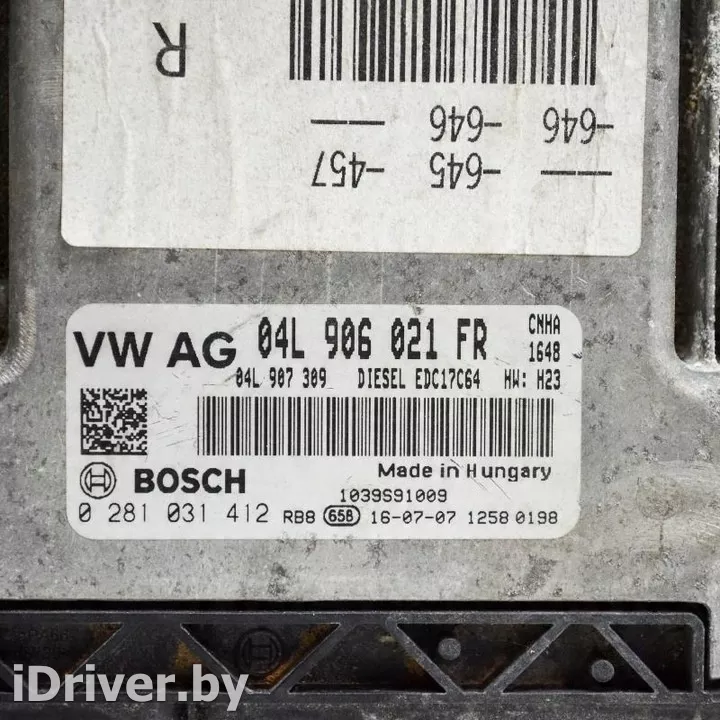 R
-646 -646 —
— -645 -457
VW AG 04L 906 021 FR CNHA
1648
04L 907 309 DIESEL EDC17C64 HW: H23
Made in Hungary
BOSCH 1039S91009
0 281 031 412 RB8 65B 16-07-07 1258 0198
iDriver.by